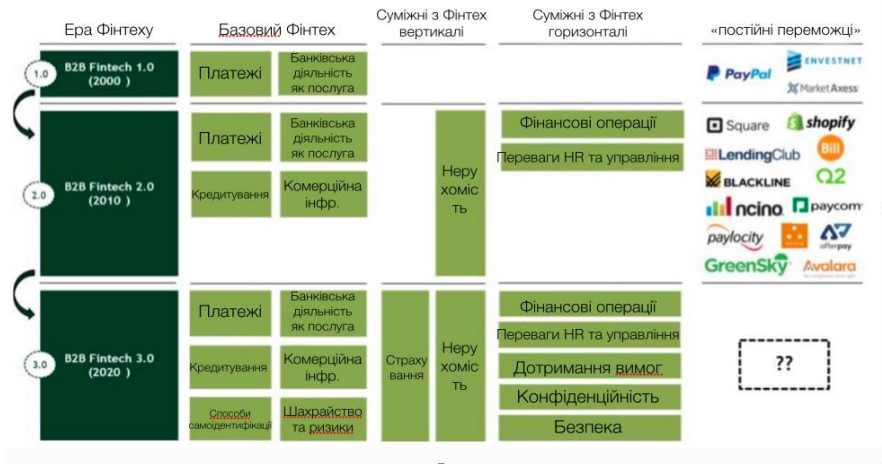 Ера Фінтеху
Базовий Фінтех
Суміжні з Фінтех
вертикалі
Суміжні з Фінтех
горизонталі
«постійні переможці»
1.0
B2B Fintech 1.0
(2000 )
Платежі
Банківська
діяльність
як послуга
PayPal
ENVESTNET
MarketAxess
2.0
B2B Fintech 2.0
(2010 )
Платежі
Банківська
діяльність
як послуга
Кредитування
Комерційна
інфр.
Неру
хоміс
ть
Фінансові операції
Переваги HR та управління
Square
shopify
LendingClub
Bill
BLACKLINE
Q2
ncino
paycom
paylocity
afterpay
GreenSky
Avalara
3.0
B2B Fintech 3.0
(2020 )
Платежі
Банківська
діяльність
як послуга
Кредитування
Комерційна
інфр.
Способи
самоідентифікації
Шахрайство
та ризики
Страху
вання
Неру
хоміс
ть
Фінансові операції
Переваги HR та управління
Дотримання вимог
Конфіденційність
Безпека
??